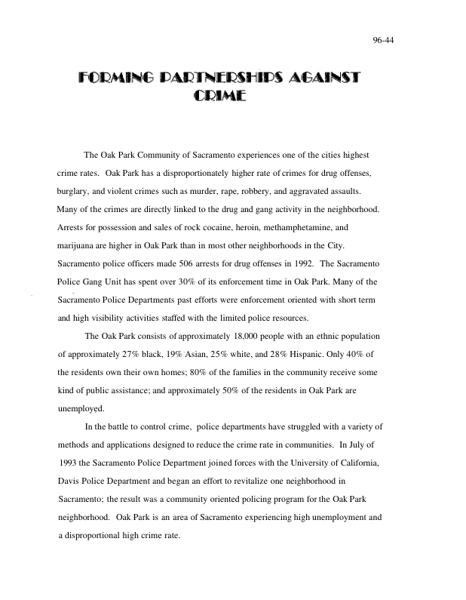 96-44
FORMING PARTNERSHIPS AGAINST
CRIME
The Oak Park Community of Sacramento experiences one of the cities highest
crime rates. Oak Park has a disproportionately higher rate of crimes for drug offenses,
burglary, and violent crimes such as murder, rape, robbery, and aggravated assaults.
Many of the crimes are directly linked to the drug and gang activity in the neighborhood.
Arrests for possession and sales of rock cocaine, heroin, methamphetamine, and
marijuana are higher in Oak Park than in most other neighborhoods in the City.
Sacramento police officers made 506 arrests for drug offenses in 1992. The Sacramento
Police Gang Unit has spent over 30% of its enforcement time in Oak Park. Many of the
Sacramento Police Departments past efforts were enforcement oriented with short term
and high visibility activities staffed with the limited police resources.
The Oak Park consists of approximately 18,000 people with an ethnic population
of approximately 27% black, 19% Asian, 25% white, and 28% Hispanic. Only 40% of
the residents own their own homes; 80% of the families in the community receive some
kind of public assistance; and approximately 50% of the residents in Oak Park are
unemployed.
In the battle to control crime, police departments have struggled with a variety of
methods and applications designed to reduce the crime rate in communities. In July of
1993 the Sacramento Police Department joined forces with the University of California,
Davis Police Department and began an effort to revitalize one neighborhood in
Sacramento; the result was a community oriented policing program for the Oak Park
neighborhood. Oak Park is an area of Sacramento experiencing high unemployment and
a disproportional high crime rate.